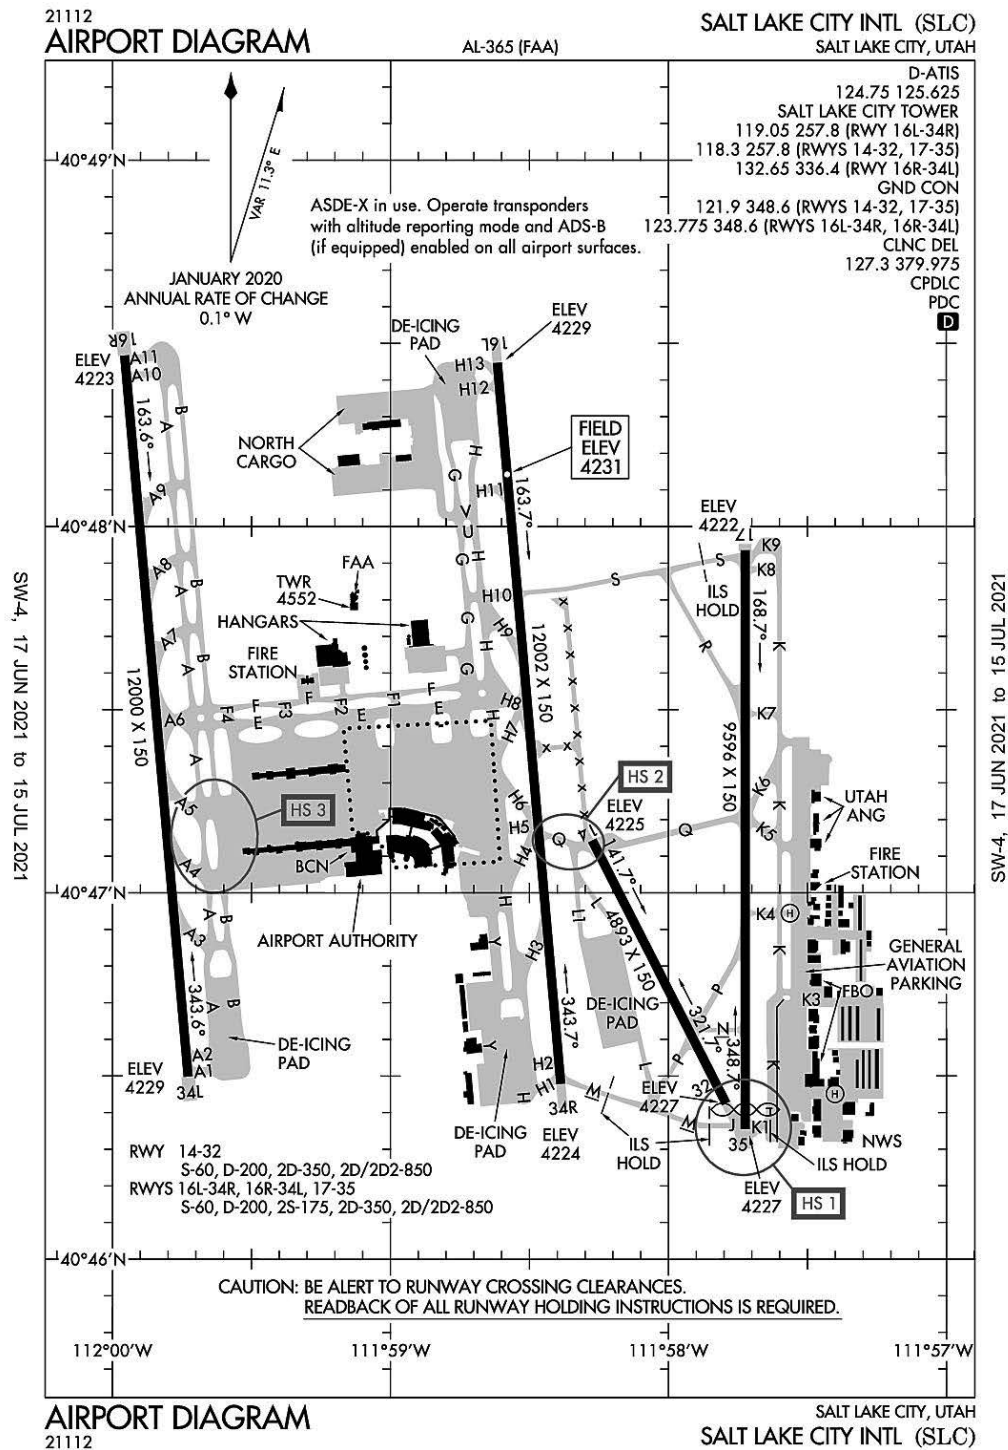 21112
AIRPORT DIAGRAM
AL-365 (FAA)
SALT LAKE CITY INTL (SLC)
SALT LAKE CITY, UTAH
D-ATIS
124.75 125.625
SALT LAKE CITY TOWER
119.05 257.8 (RWY 16L-34R)
118.3 257.8 (RWYS 14-32, 17-35)
132.65 336.4 (RWY 16R-34L)
GND CON
121.9 348.6 (RWYS 14-32, 17-35)
123.775 348.6 (RWYS 16L-34R, 16R-34L)
CLNC DEL
127.3 379.975
CPDLC
PDC
D
40°49'N
VAR 11.3° E
JANUARY 2020
ANNUAL RATE OF CHANGE
0.1° W
ASDE-X in use. Operate transponders
with altitude reporting mode and ADS-B
(if equipped) enabled on all airport surfaces.
16R
ELEV
4223
A11
A10
B
A
163.6°
A9
DE-ICING
PAD
16L
ELEV
4229
H13
H12
NORTH
CARGO
H
G
H11
FIELD
ELEV
4231
163.7°
40°48'N
ELEV
4222
17
K9
K8
ILS
HOLD
S
168.7°
V
U
H
G
H10
A8
A
B
TWR
4552
FAA
HANGARS
FIRE
STATION
G
H
H9
G
R
K
A7
A
B
12000 X 150
12002 X 150
9596 X 150
F
F
F
F4
F3
F2
F1
E
E
E
H
H8
H7
A6
K7
A
HS 3
A5
A4
BCN
AIRPORT AUTHORITY
H6
H5
H4
HS 2
ELEV
4225
Q
14
Q
K6
K
K5
UTAH
ANG
FIRE
STATION
40°47'N
141.7°
4893 X 150
321.7°
A
B
A3
343.6°
B
A
A2
A1
DE-ICING
PAD
ELEV
4229
34L
H
Y
Y
H3
L1
L
L
343.7°
DE-ICING
PAD
P
P
N
348.7°
K4
H
K
K3
K
GENERAL
AVIATION
PARKING
FBO
H
NWS
H2
H1
H
34R
ELEV
4224
DE-ICING
PAD
M
M
ILS
HOLD
ELEV
4227
32
J
K1
35
ILS HOLD
ELEV
4227
HS 1
RWY 14-32
S-60, D-200, 2D-350, 2D/2D2-850
RWYS 16L-34R, 16R-34L, 17-35
S-60, D-200, 2S-175, 2D-350, 2D/2D2-850
40°46'N
CAUTION: BE ALERT TO RUNWAY CROSSING CLEARANCES.
READBACK OF ALL RUNWAY HOLDING INSTRUCTIONS IS REQUIRED.
112°00'W
111°59'W
111°58'W
111°57'W
SW-4, 17 JUN 2021 to 15 JUL 2021
SW-4, 17 JUN 2021 to 15 JUL 2021
AIRPORT DIAGRAM
21112
SALT LAKE CITY, UTAH
SALT LAKE CITY INTL (SLC)